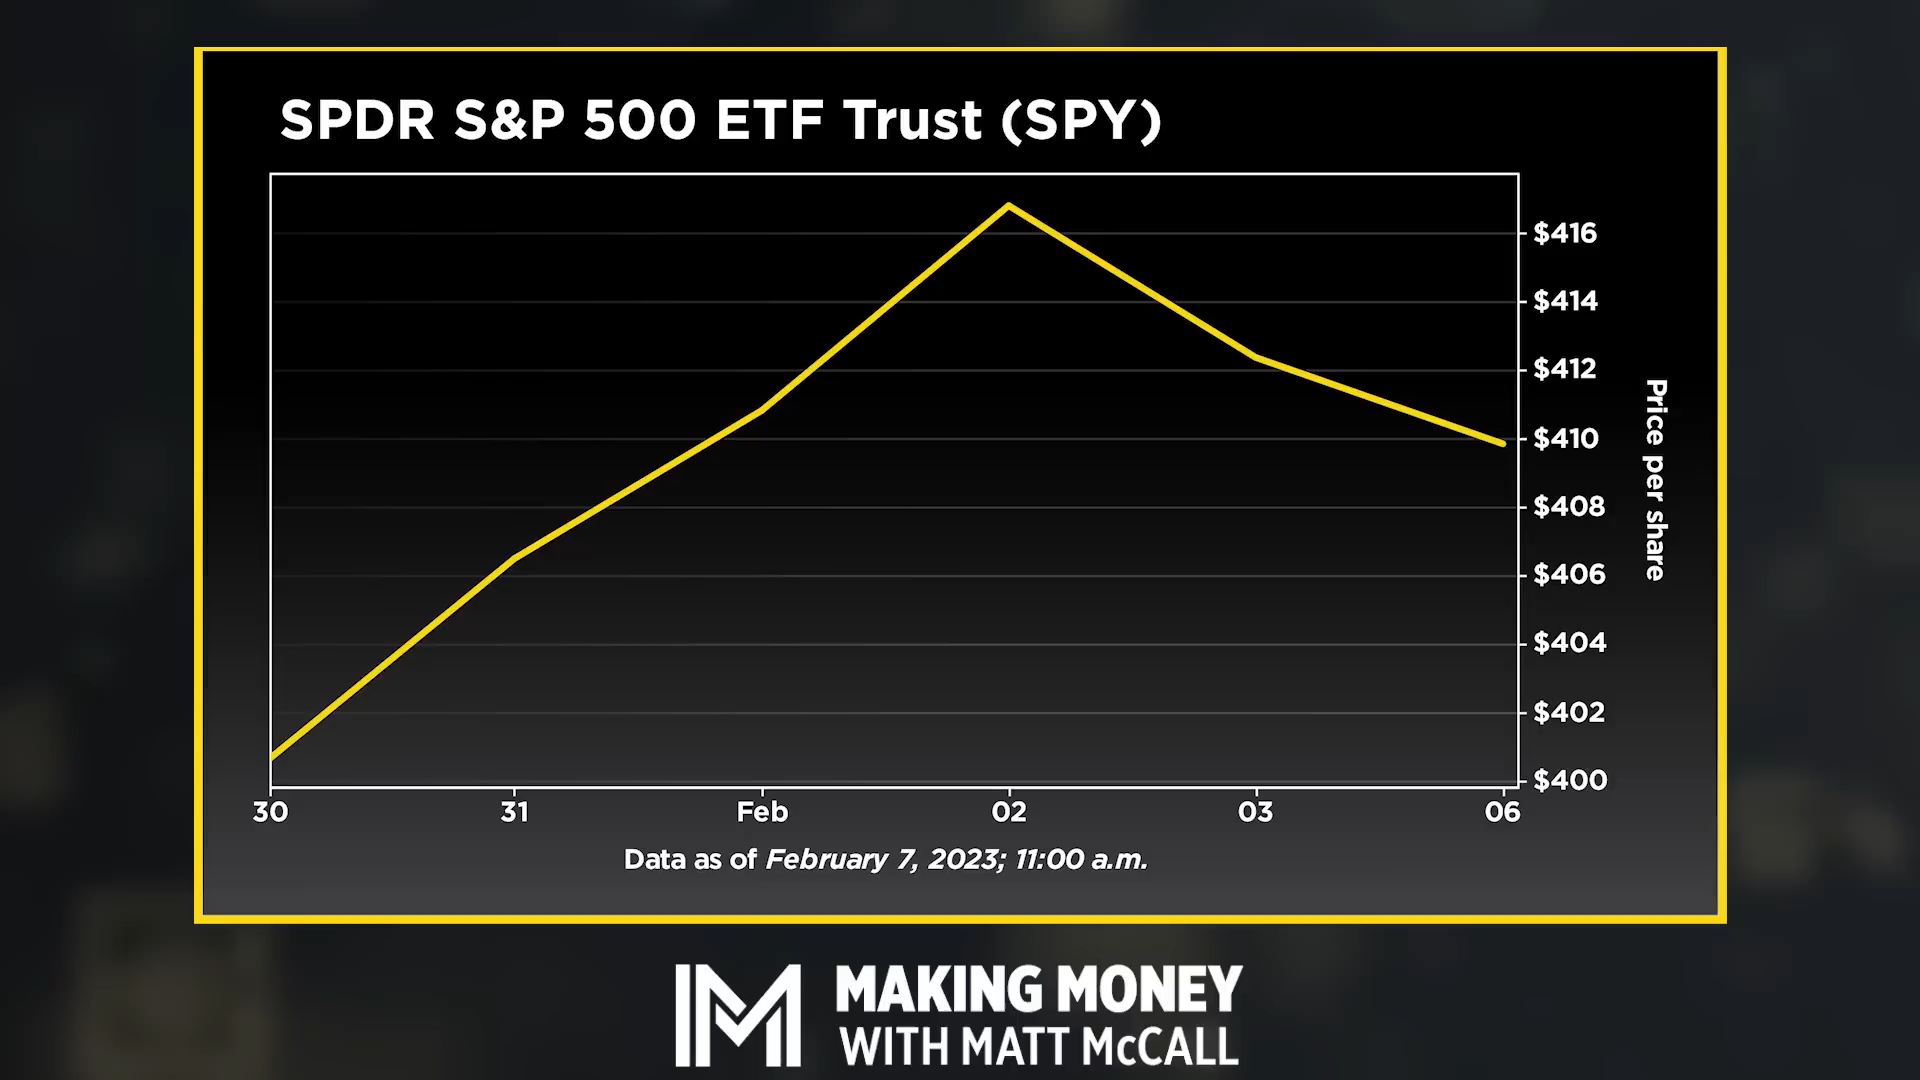 SPDR S&P 500 ETF Trust (SPY)
$416
$414
$412
$410
$408
$406
$404
$402
$400
Price per share
30 31 Feb 02 03 06
Data as of February 7, 2023; 11:00 a.m.
MAKING MONEY
WITH MATT McCALL